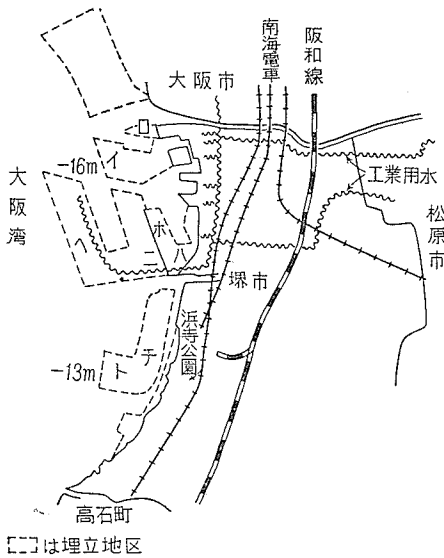 南海電車
阪和線
大阪市
-16m
イ
工業用水
大阪湾
松原市
ヘ
ホ
ハ
ニ
堺市
浜寺公園
チ
ト
-13m
高石町
は埋立地区